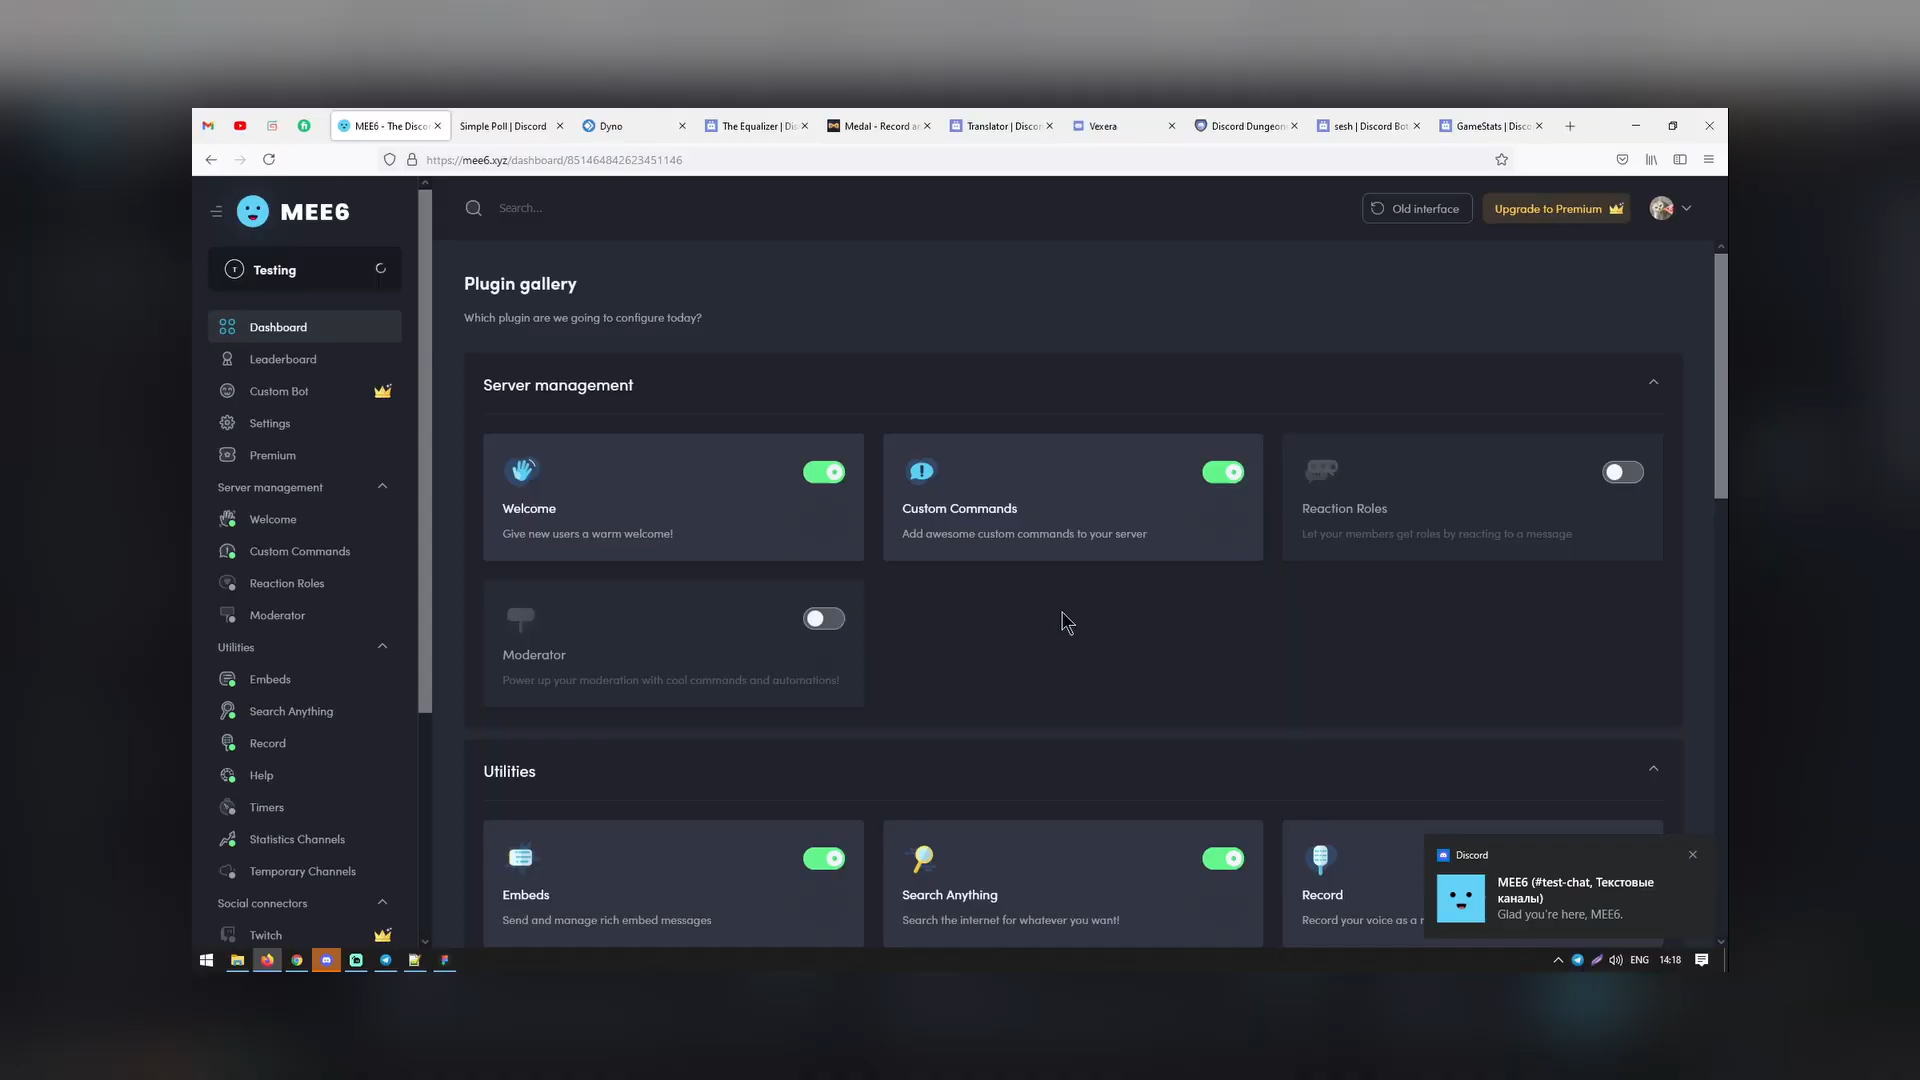 MEE6 - The Discor
Simple Poll | Discord
Dyno
The Equalizer | Dis
Medal - Record a
Translator | Discor
Vexera
Discord Dungeon
sesh | Discord Bot
GameStats | Disc
https://mee6.xyz/dashboard/851464842623451146
MEE6
Search...
Old interface
Upgrade to Premium
T
Testing
Dashboard
Leaderboard
Custom Bot
Settings
Premium
Server management
Welcome
Custom Commands
Reaction Roles
Moderator
Utilities
Embeds
Search Anything
Record
Help
Timers
Statistics Channels
Temporary Channels
Social connectors
Twitch
Plugin gallery
Which plugin are we going to configure today?
Server management
Welcome
Give new users a warm welcome!
Custom Commands
Add awesome custom commands to your server
Reaction Roles
Let your members get roles by reacting to a message
Moderator
Power up your moderation with cool commands and automations!
Utilities
Embeds
Send and manage rich embed messages
Search Anything
Search the internet for whatever you want!
Record
Record your voice as a
Discord
MEE6 (#test-chat, Текстовые
каналы)
Glad you're here, MEE6.
ENG
14:18